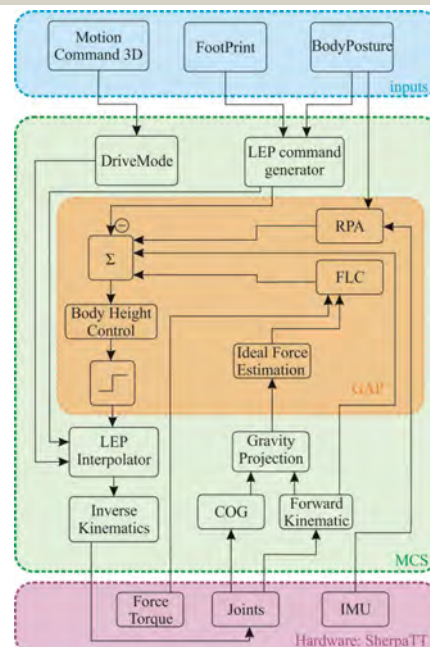 Motion
Command 3D
FootPrint
BodyPosture
inputs
DriveMode
LEP command
generator
−
Σ
RPA
FLC
Body Height
Control
Ideal Force
Estimation
GAP
LEP
Interpolator
Gravity
Projection
Inverse
Kinematics
COG
Forward
Kinematic
MCS
Force
Torque
Joints
IMU
Hardware: SherpaTT